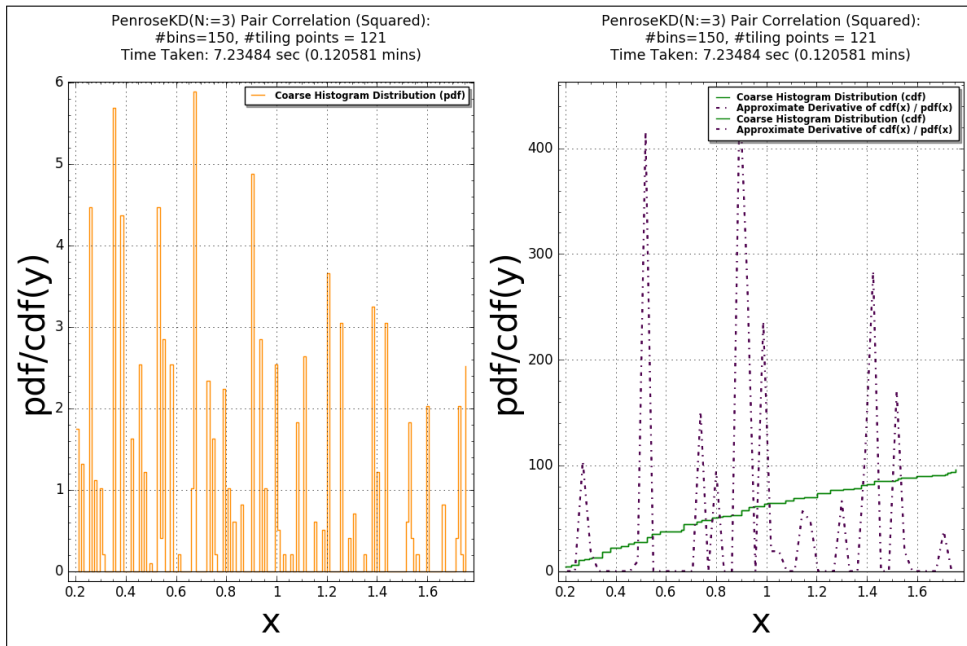 PenroseKD(N:=3) Pair Correlation (Squared):
#bins=150, #tiling points = 121
Time Taken: 7.23484 sec (0.120581 mins)
Coarse Histogram Distribution (pdf)
pdf/cdf(y)
6
5
4
3
2
1
0
0.2 0.4 0.6 0.8 1.0 1.2 1.4 1.6
x
PenroseKD(N:=3) Pair Correlation (Squared):
#bins=150, #tiling points = 121
Time Taken: 7.23484 sec (0.120581 mins)
Coarse Histogram Distribution (cdf)
Approximate Derivative of cdf(x) / pdf(x)
Coarse Histogram Distribution (cdf)
Approximate Derivative of cdf(x) / pdf(x)
pdf/cdf(y)
400
300
200
100
0
0.2 0.4 0.6 0.8 1.0 1.2 1.4 1.6
x